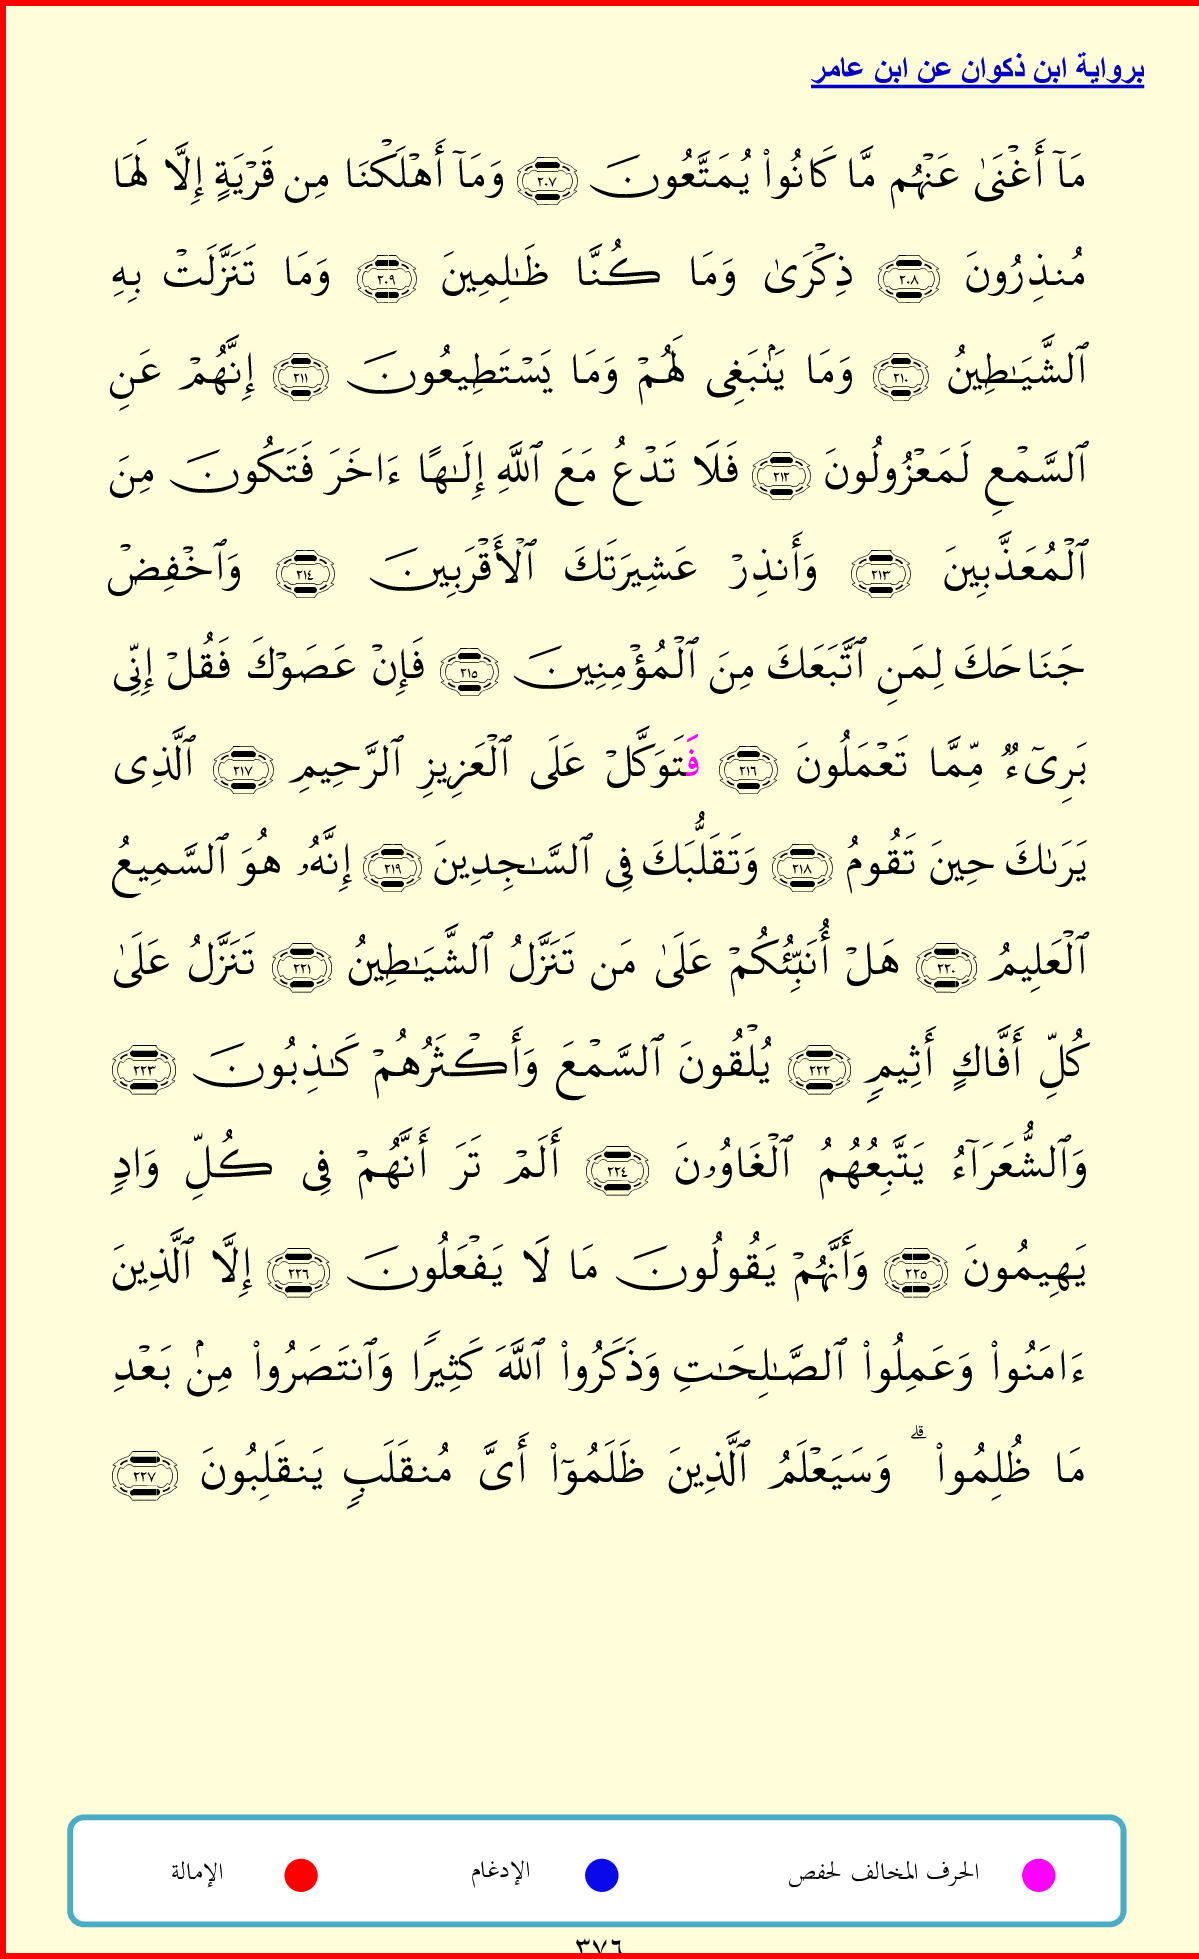 برواية ابن ذكوان عن ابن عامر
مَآ أَغْنَىٰ عَنْهُم مَّا كَانُوا۟ يُمَتَّعُونَ ٢٠٧ وَمَآ أَهْلَكْنَا مِن قَرْيَةٍ إِلَّا لَهَا
مُنذِرُونَ ٢٠٨ ذِكْرَىٰ وَمَا كُنَّا ظَـٰلِمِينَ ٢٠٩ وَمَا تَنَزَّلَتْ بِهِ
ٱلشَّيَـٰطِينُ ٢١٠ وَمَا يَنۢبَغِى لَهُمْ وَمَا يَسْتَطِيعُونَ ٢١١ إِنَّهُمْ عَنِ
ٱلسَّمْعِ لَمَعْزُولُونَ ٢١٢ فَلَا تَدْعُ مَعَ ٱللَّهِ إِلَـٰهًا ءَاخَرَ فَتَكُونَ مِنَ
ٱلْمُعَذَّبِينَ ٢١٣ وَأَنذِرْ عَشِيرَتَكَ ٱلْأَقْرَبِينَ ٢١٤ وَٱخْفِضْ
جَنَاحَكَ لِمَنِ ٱتَّبَعَكَ مِنَ ٱلْمُؤْمِنِينَ ٢١٥ فَإِنْ عَصَوْكَ فَقُلْ إِنِّى
بَرِىٓءٌ مِّمَّا تَعْمَلُونَ ٢١٦ فَتَوَكَّلْ عَلَى ٱلْعَزِيزِ ٱلرَّحِيمِ ٢١٧ ٱلَّذِى
يَرَىٰكَ حِينَ تَقُومُ ٢١٨ وَتَقَلُّبَكَ فِى ٱلسَّـٰجِدِينَ ٢١٩ إِنَّهُۥ هُوَ ٱلسَّمِيعُ
ٱلْعَلِيمُ ٢٢٠ هَلْ أُنَبِّئُكُمْ عَلَىٰ مَن تَنَزَّلُ ٱلشَّيَـٰطِينُ ٢٢١ تَنَزَّلُ عَلَىٰ
كُلِّ أَفَّاكٍ أَثِيمٍ ٢٢٢ يُلْقُونَ ٱلسَّمْعَ وَأَكْثَرُهُمْ كَـٰذِبُونَ ٢٢٣
وَٱلشُّعَرَآءُ يَتَّبِعُهُمُ ٱلْغَاوُۥنَ ٢٢٤ أَلَمْ تَرَ أَنَّهُمْ فِى كُلِّ وَادٍ
يَهِيمُونَ ٢٢٥ وَأَنَّهُمْ يَقُولُونَ مَا لَا يَفْعَلُونَ ٢٢٦ إِلَّا ٱلَّذِينَ
ءَامَنُوا۟ وَعَمِلُوا۟ ٱلصَّـٰلِحَـٰتِ وَذَكَرُوا۟ ٱللَّهَ كَثِيرًا وَٱنتَصَرُوا۟ مِنۢ بَعْدِ
مَا ظُلِمُوا۟ ۗ وَسَيَعْلَمُ ٱلَّذِينَ ظَلَمُوٓا۟ أَىَّ مُنقَلَبٍ يَنقَلِبُونَ ٢٢٧
الحرف المخالف لحفص الإدغام الإمالة
٣٧٦